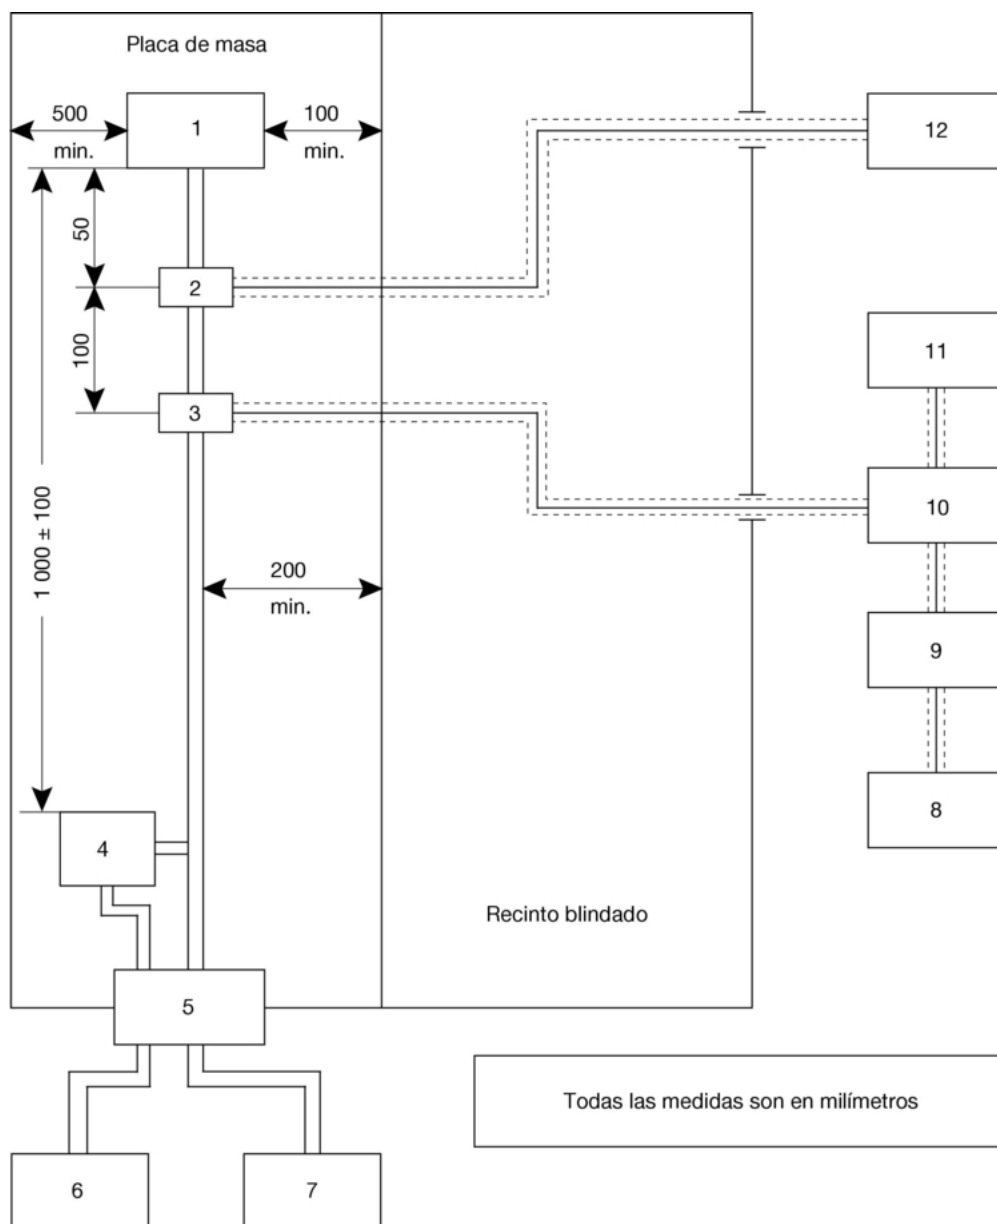 Placa de masa
500
min.
1
100
min.
12
50
2
100
3
11
10
1 000 ± 100
200
min.
9
4
8
Recinto blindado
5
Todas las medidas son en milímetros
6
7